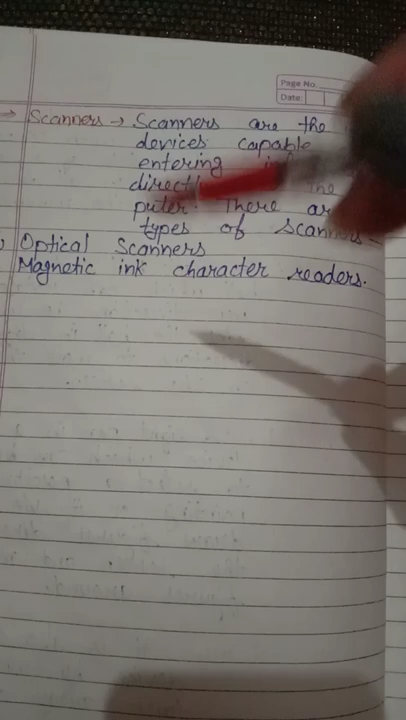 Page No.
Date:
→ Scanners → Scanners are the
devices capable
entering
direct the
puter. There are
types of Scanners -
Optical Scanners
Magnetic ink character readers.